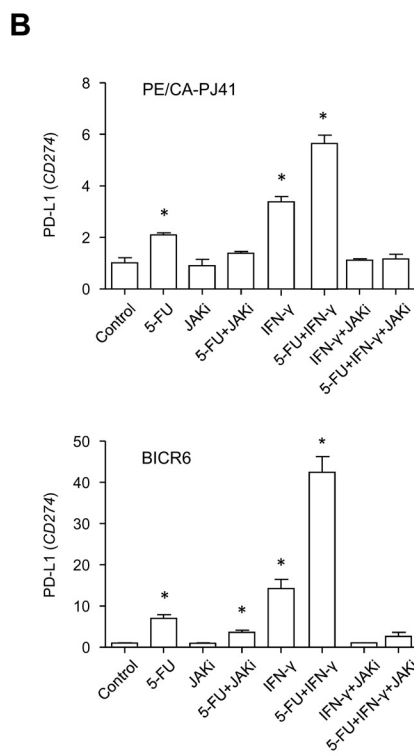 B
PE/CA-PJ41
PD-L1 (CD274)
8
6
4
2
0
*
*
*
Control
5-FU
JAKi
5-FU+JAKi
IFN-γ
5-FU+IFN-γ
IFN-γ+JAKi
5-FU+IFN-γ+JAKi
BICR6
PD-L1 (CD274)
50
40
30
20
10
0
*
*
*
*
Control
5-FU
JAKi
5-FU+JAKi
IFN-γ
5-FU+IFN-γ
IFN-γ+JAKi
5-FU+IFN-γ+JAKi